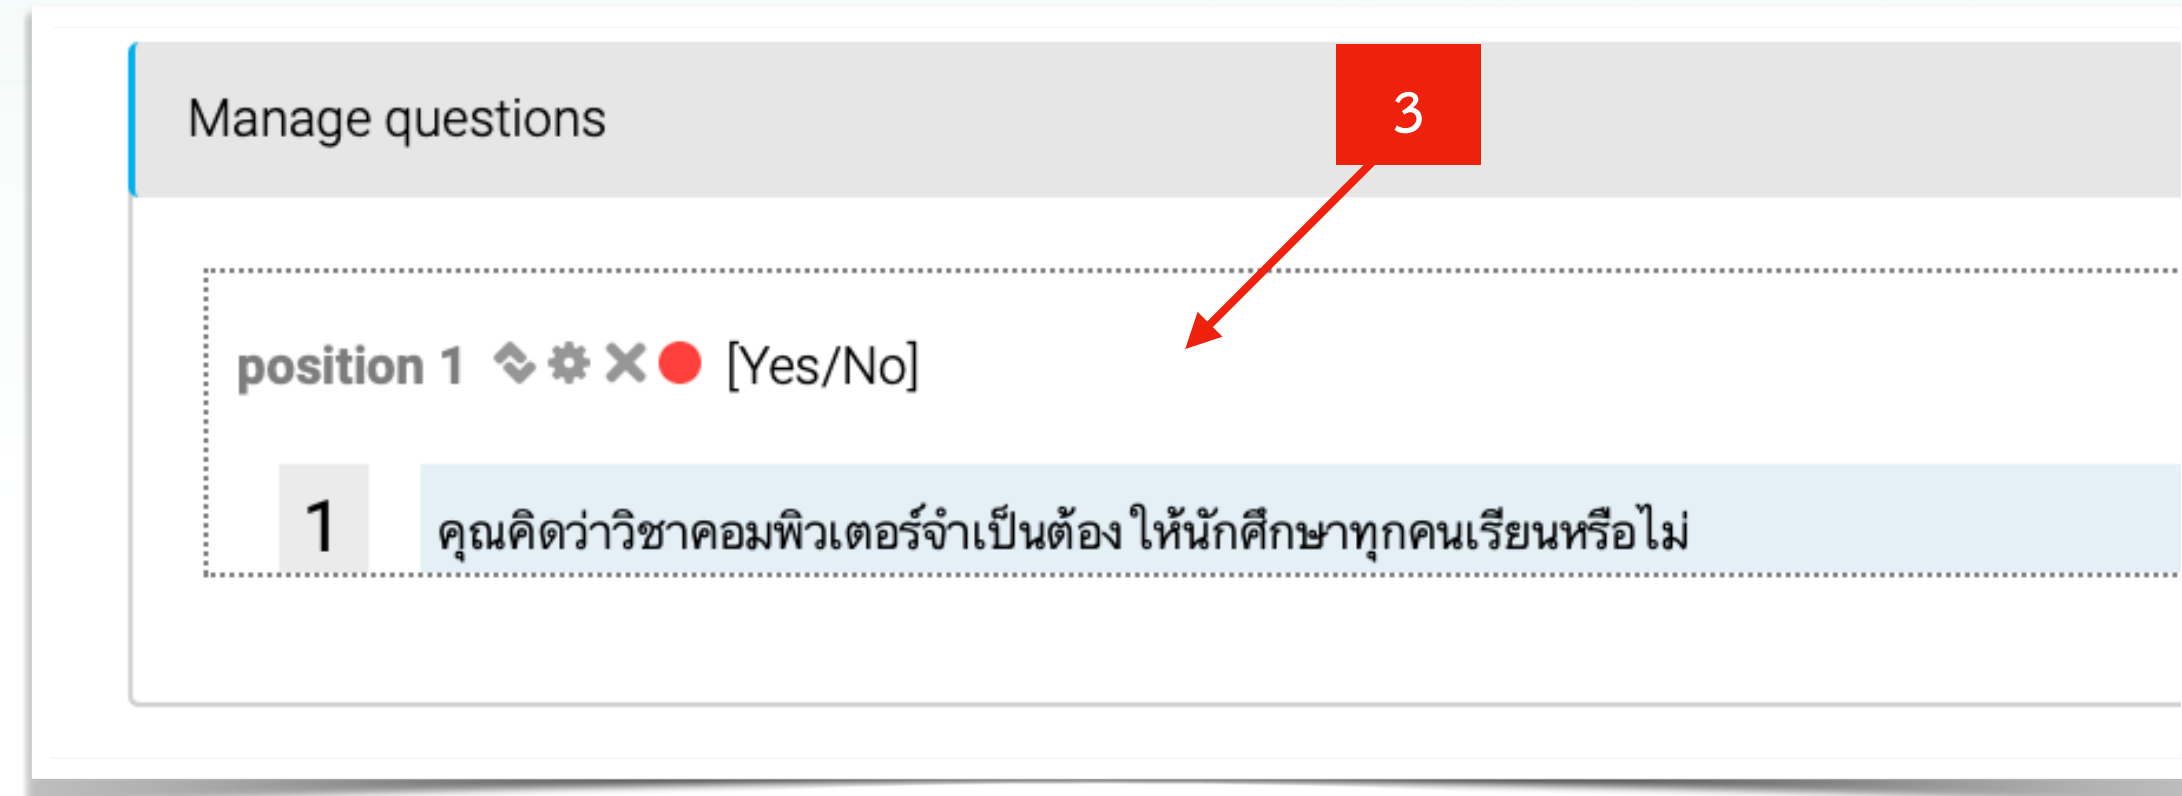 Manage questions
3
position 1 [Yes/No]
1 คุณคิดว่าวิชาคอมพิวเตอร์จำเป็นต้อง ให้นักศึกษาทุกคนเรียนหรือไม่